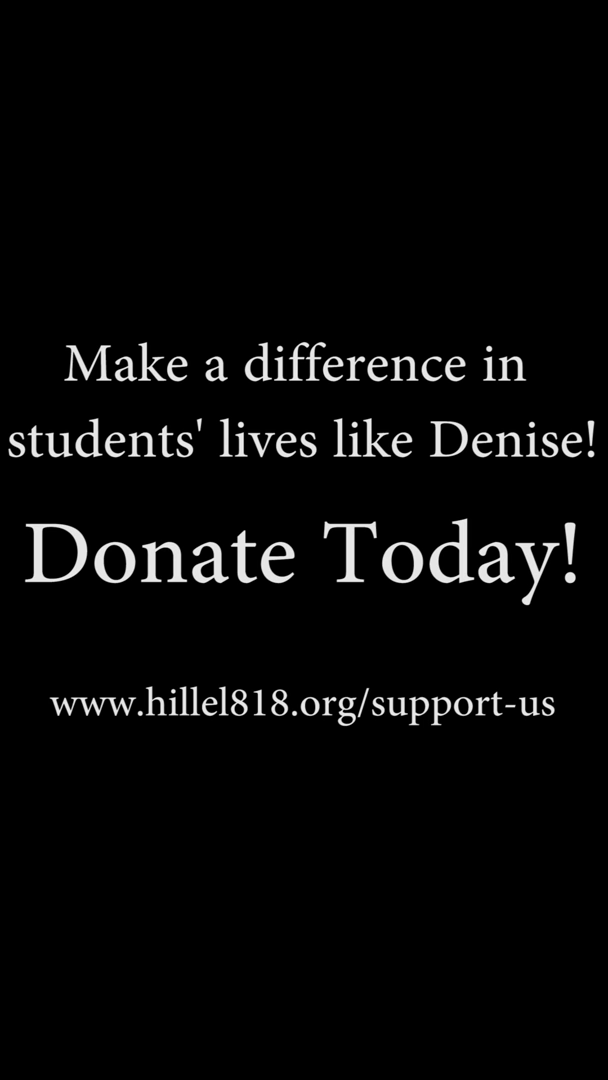 Make a difference in
students' lives like Denise!
Donate Today!
www.hillel818.org/support-us